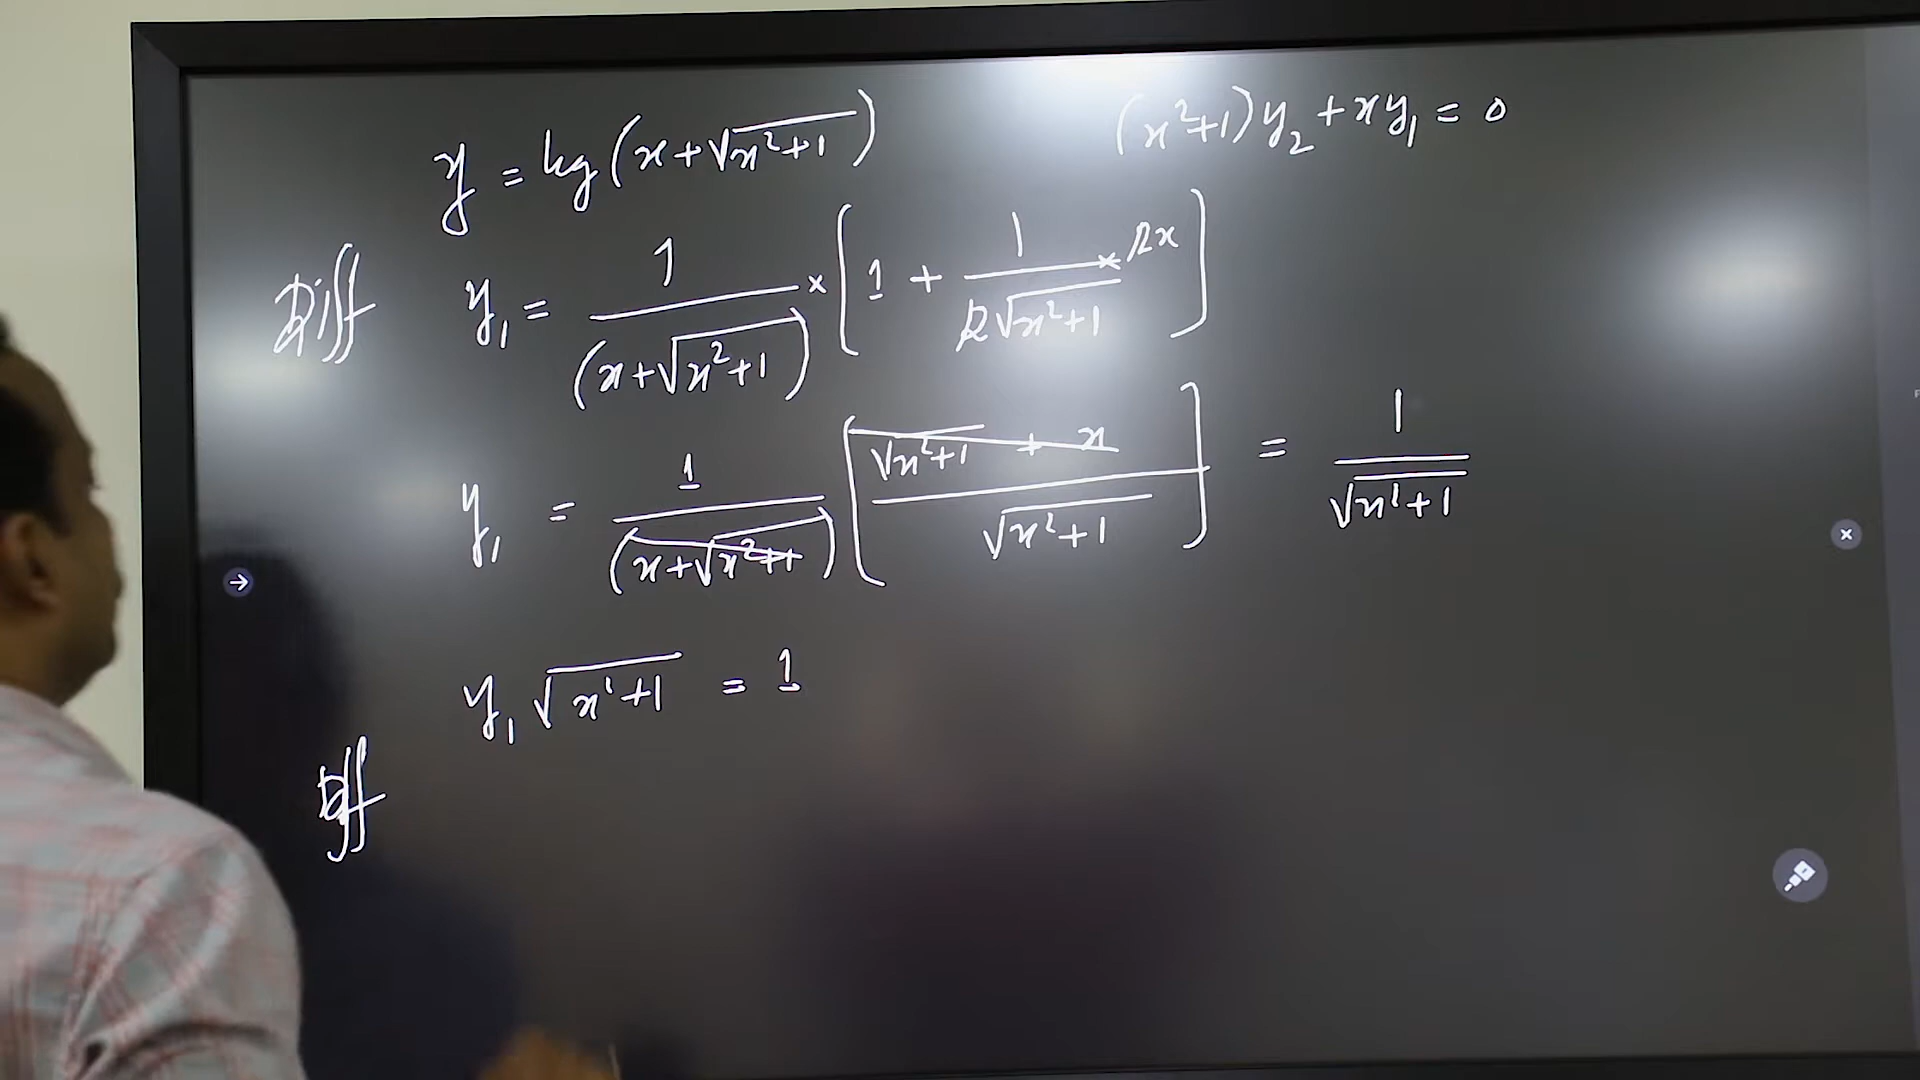 y = log(x+√(x²+1))
(x²+1)y₂+xy₁=0
Diff y₁ = 1/(x+√(x²+1)) × [1 + 1/(2√(x²+1)) × 2x]
y₁ = 1/(x+√(x²+1)) [(√(x²+1) + x)/√(x²+1)] = 1/√(x²+1)
y₁√(x²+1) = 1
Diff